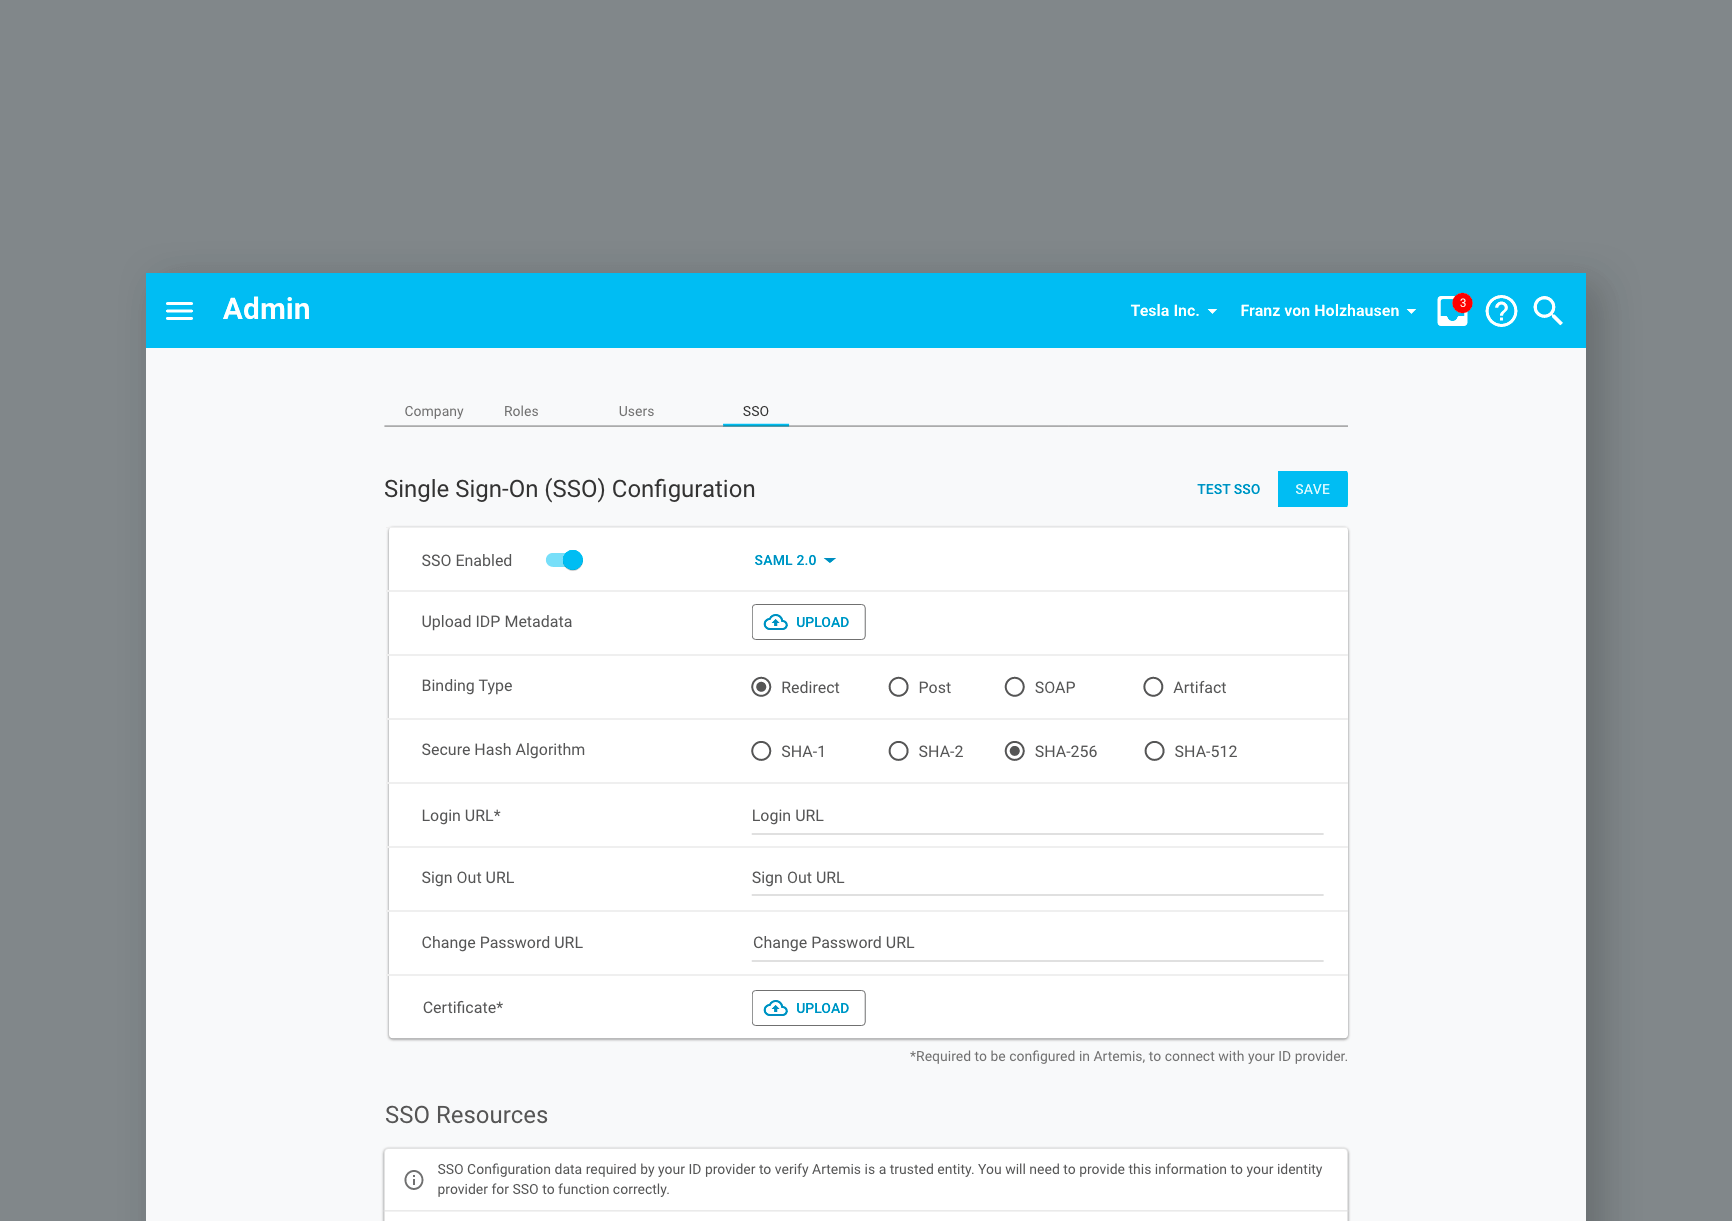 Admin
Tesla Inc.
Franz von Holzhausen
3
Company
Roles
Users
SSO
Single Sign-On (SSO) Configuration
TEST SSO
SAVE
SSO Enabled
SAML 2.0
Upload IDP Metadata
UPLOAD
Binding Type
Redirect
Post
SOAP
Artifact
Secure Hash Algorithm
SHA-1
SHA-2
SHA-256
SHA-512
Login URL*
Login URL
Sign Out URL
Sign Out URL
Change Password URL
Change Password URL
Certificate*
UPLOAD
*Required to be configured in Artemis, to connect with your ID provider.
SSO Resources
SSO Configuration data required by your ID provider to verify Artemis is a trusted entity. You will need to provide this information to your identity
provider for SSO to function correctly.